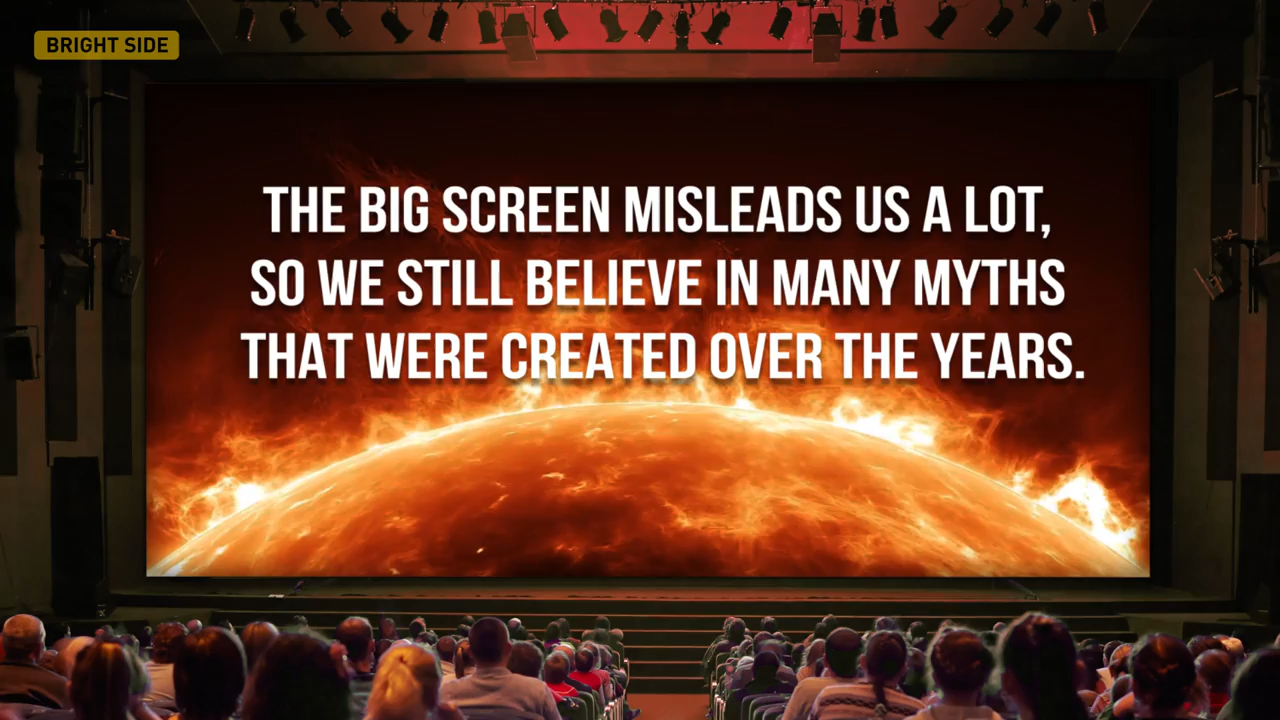 BRIGHT SIDE
THE BIG SCREEN MISLEADS US A LOT,
SO WE STILL BELIEVE IN MANY MYTHS
THAT WERE CREATED OVER THE YEARS.